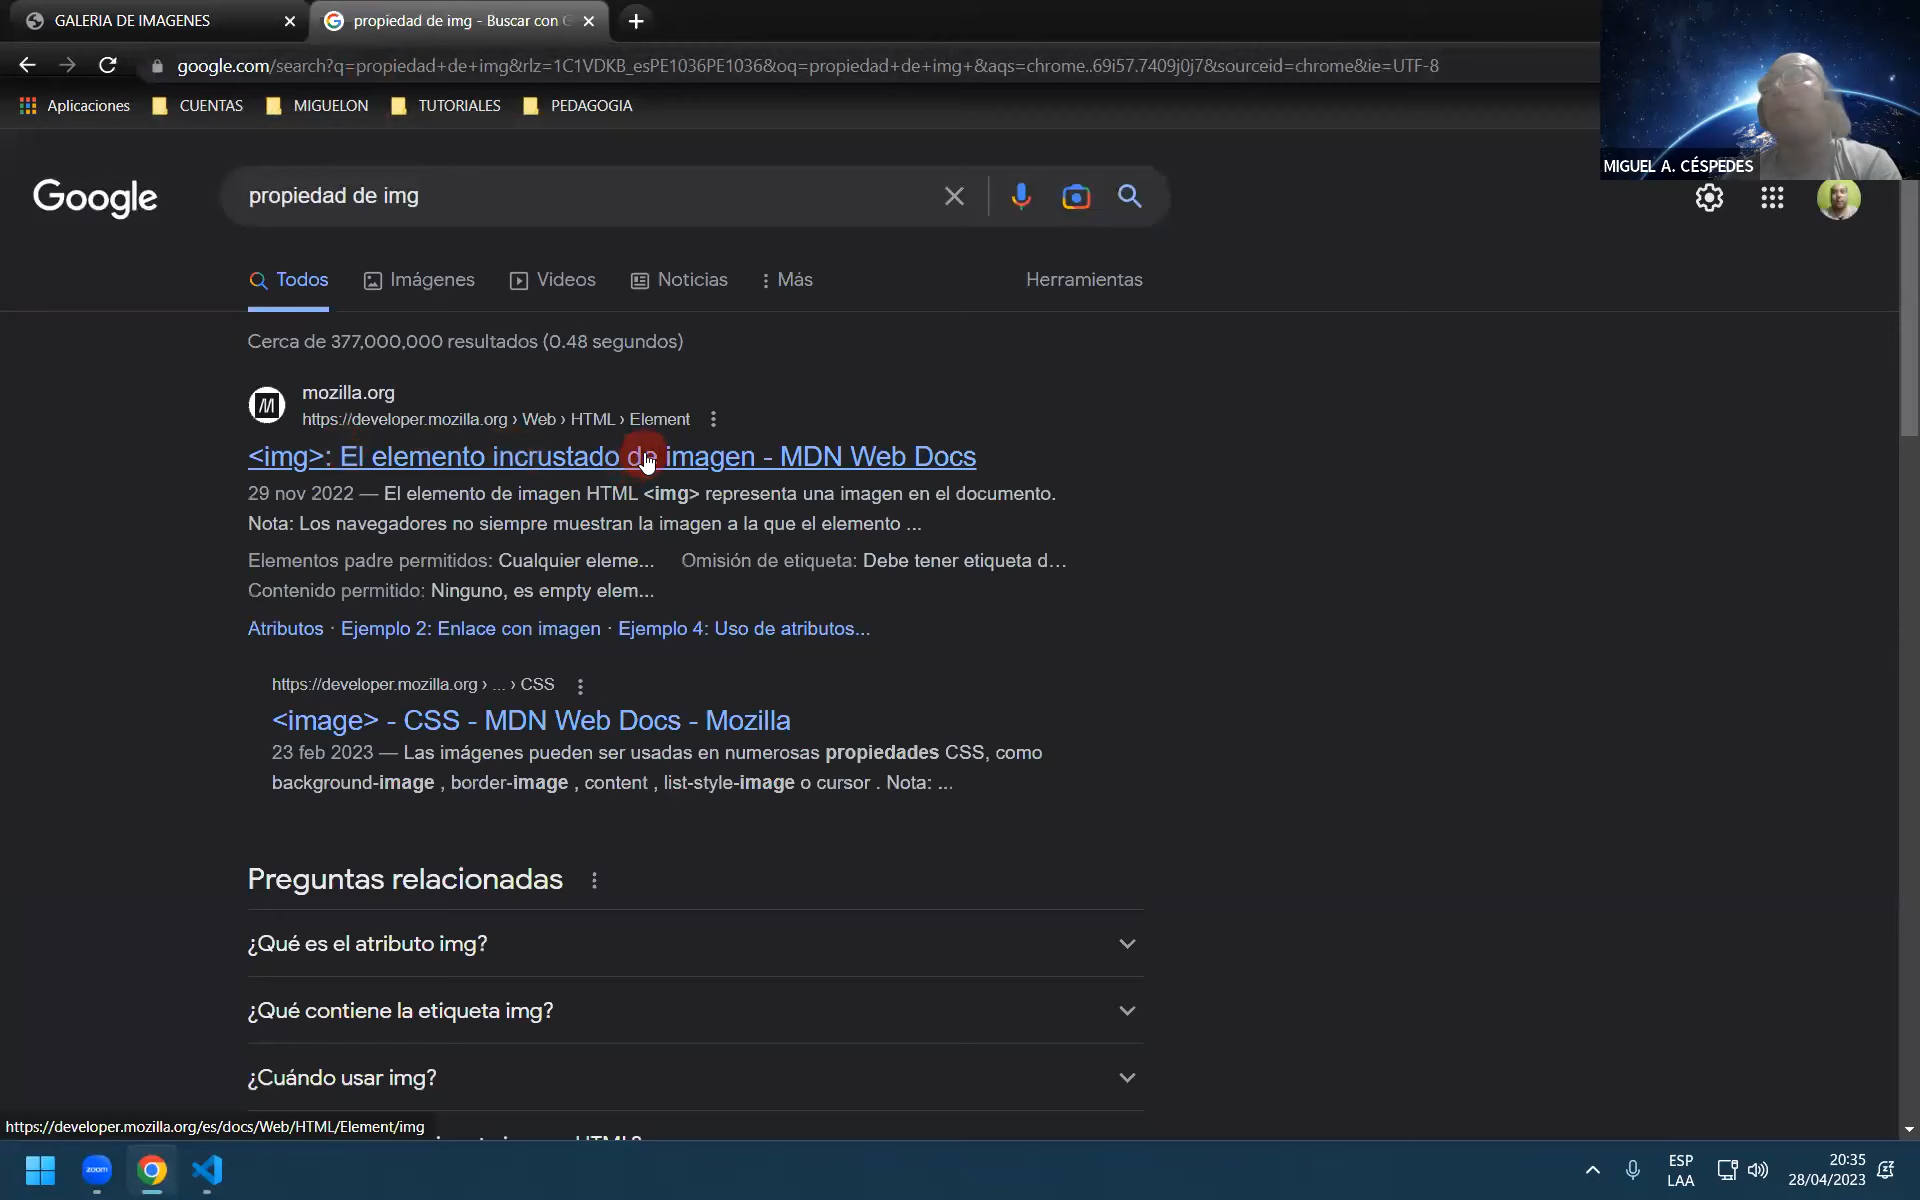 GALERIA DE IMAGENES
propiedad de img - Buscar con G
google.com/search?q=propiedad+de+img&rlz=1C1VDKB_esPE1036PE1036&oq=propiedad+de+img+&aqs=chrome..69i57.7409j0j7&sourceid=chrome&ie=UTF-8
Aplicaciones CUENTAS MIGUELON TUTORIALES PEDAGOGIA
MIGUEL A. CÉSPEDES
Google
propiedad de img
Todos Imágenes Videos Noticias Más Herramientas
Cerca de 377,000,000 resultados (0.48 segundos)
mozilla.org
https://developer.mozilla.org › Web › HTML › Element
<img>: El elemento incrustado de imagen - MDN Web Docs
29 nov 2022 — El elemento de imagen HTML <img> representa una imagen en el documento.
Nota: Los navegadores no siempre muestran la imagen a la que el elemento ...
Elementos padre permitidos: Cualquier eleme... Omisión de etiqueta: Debe tener etiqueta d...
Contenido permitido: Ninguno, es empty elem...
Atributos · Ejemplo 2: Enlace con imagen · Ejemplo 4: Uso de atributos...
https://developer.mozilla.org › ... › CSS
<image> - CSS - MDN Web Docs - Mozilla
23 feb 2023 — Las imágenes pueden ser usadas en numerosas propiedades CSS, como
background-image , border-image , content , list-style-image o cursor . Nota: ...
Preguntas relacionadas
¿Qué es el atributo img?
¿Qué contiene la etiqueta img?
¿Cuándo usar img?
https://developer.mozilla.org/es/docs/Web/HTML/Element/img
zoom
ESP
LAA
20:35
28/04/2023